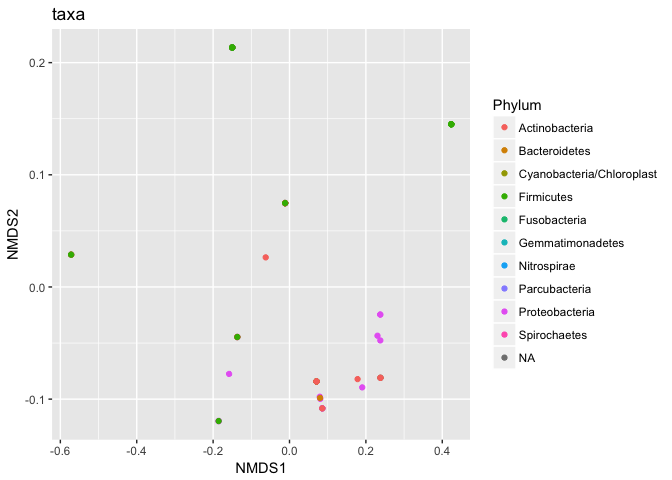 taxa
0.2
0.1
0.0
-0.1
NMDS2
-0.6
-0.4
-0.2
0.0
0.2
0.4
NMDS1
Phylum
Actinobacteria
Bacteroidetes
Cyanobacteria/Chloroplast
Firmicutes
Fusobacteria
Gemmatimonadetes
Nitrospirae
Parcubacteria
Proteobacteria
Spirochaetes
NA